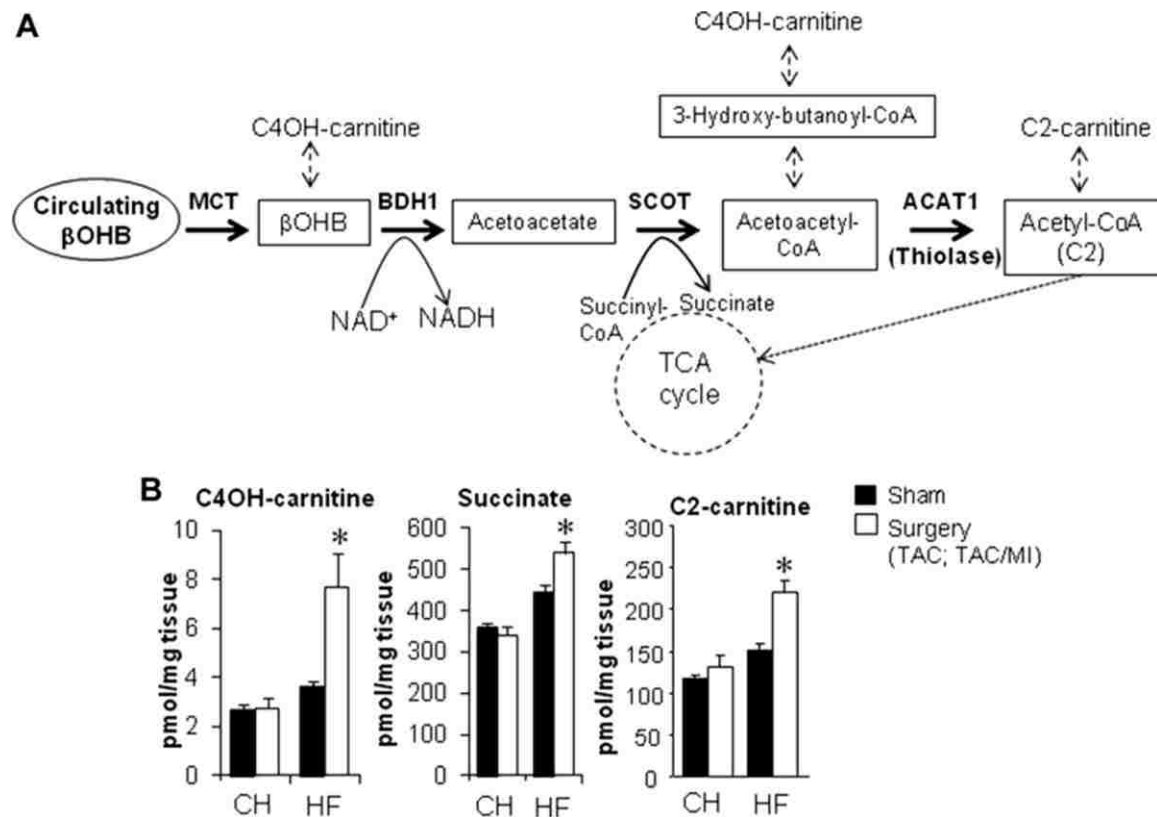 A
C4OH-carnitine
3-Hydroxy-butanoyl-CoA
C4OH-carnitine
C2-carnitine
Circulating
βOHB
MCT
βOHB
BDH1
Acetoacetate
SCOT
Acetoacetyl-
CoA
ACAT1
(Thiolase)
Acetyl-CoA
(C2)
NAD⁺
NADH
Succinyl-
CoA
Succinate
TCA
cycle
B
C4OH-carnitine
pmol/mg tissue
10
8
6
4
2
0
*
CH
HF
Succinate
pmol/mg tissue
600
500
400
300
200
100
0
*
CH
HF
C2-carnitine
pmol/mg tissue
300
250
200
150
100
50
0
*
CH
HF
Sham
Surgery
(TAC; TAC/MI)